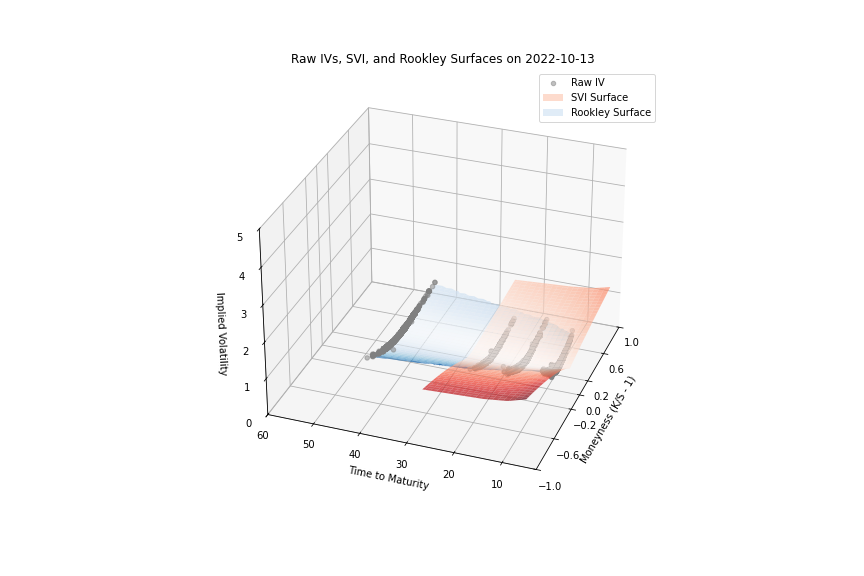 Raw IVs, SVI, and Rookley Surfaces on 2022-10-13
Raw IV
SVI Surface
Rookley Surface
5
4
3
2
1
0
Implied Volatility
60
50
40
30
20
10
Time to Maturity
1.0
0.6
0.2
0.0
−0.2
−0.6
−1.0
Moneyness (K/S - 1)